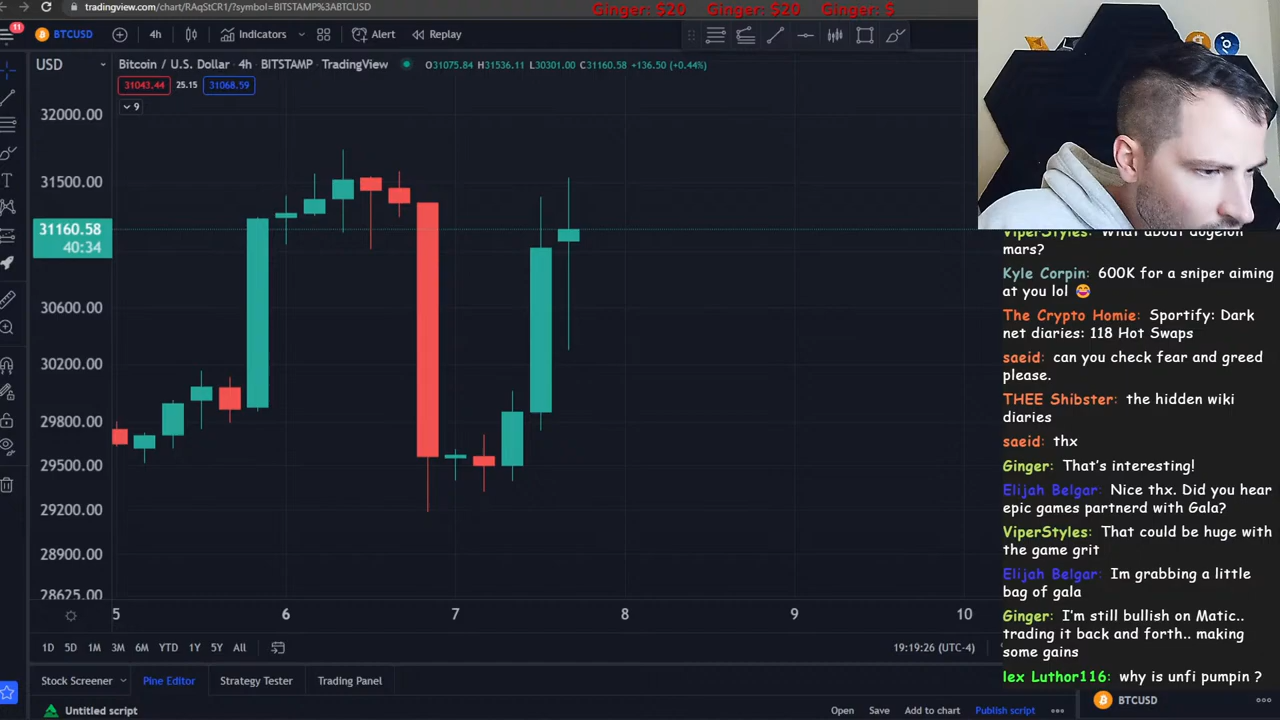 tradingview.com/chart/RAqStCR1/?symbol=BITSTAMP%3ABTCUSD
Ginger: $20 Ginger: $20 Ginger: $
11
BTCUSD 4h Indicators Alert Replay
USD
Bitcoin / U.S. Dollar 4h BITSTAMP TradingView O31075.84 H31536.11 L30301.00 C31160.58 +136.50 (+0.44%)
31043.44 25.15 31068.59
9
32000.00
31500.00
31160.58
40:34
30600.00
30200.00
29800.00
29500.00
29200.00
28900.00
28625.00
5 6 7 8 9 10
1D 5D 1M 3M 6M YTD 1Y 5Y All
19:19:26 (UTC-4)
Stock Screener Pine Editor Strategy Tester Trading Panel
Untitled script Open Save Add to chart Publish script
ViperStyles: What about dogelon
mars?
Kyle Corpin: 600K for a sniper aiming
at you lol 😂
The Crypto Homie: Sportify: Dark
net diaries: 118 Hot Swaps
saeid: can you check fear and greed
please.
THEE Shibster: the hidden wiki
diaries
saeid: thx
Ginger: That's interesting!
Elijah Belgar: Nice thx. Did you hear
epic games partnerd with Gala?
ViperStyles: That could be huge with
the game grit
Elijah Belgar: Im grabbing a little
bag of gala
Ginger: I'm still bullish on Matic..
trading it back and forth.. making
some gains
lex Luthor116: why is unfi pumpin ?
BTCUSD